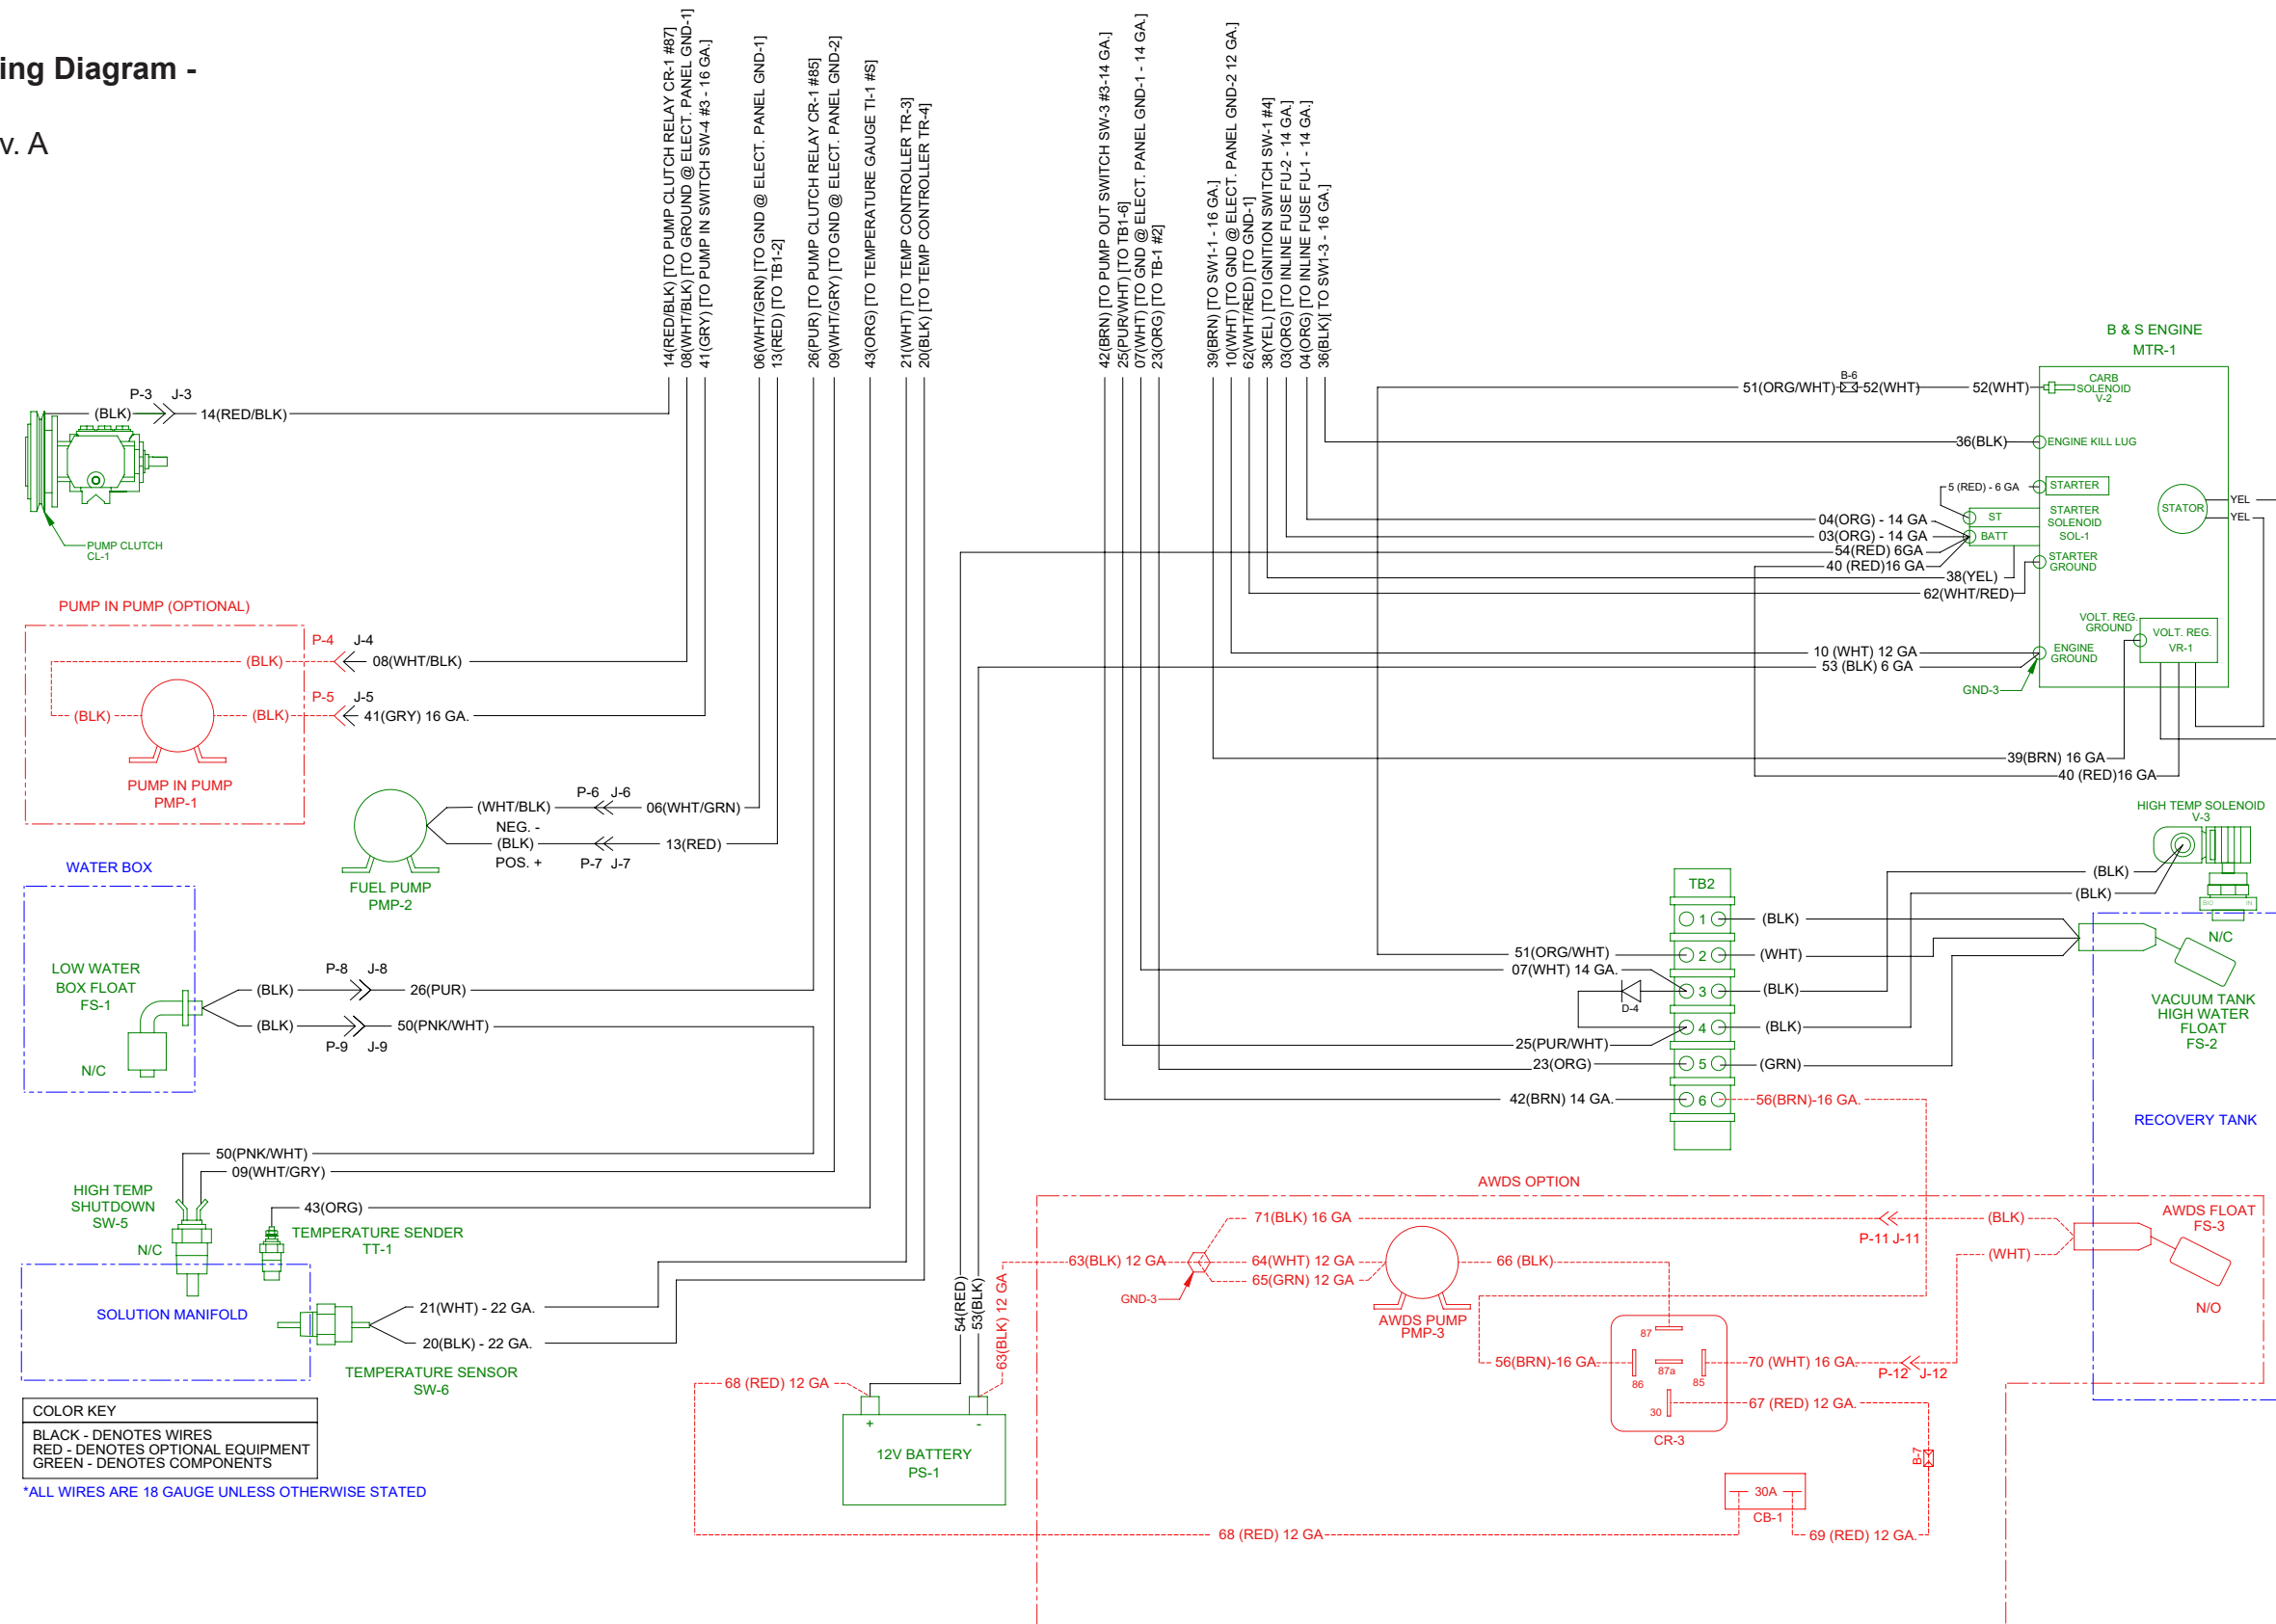 ing Diagram -
v. A
14(RED/BLK) [TO PUMP CLUTCH RELAY CR-1 #87]
08(WHT/BLK) [TO GROUND @ ELECT. PANEL GND-1]
41(GRY) [TO PUMP IN SWITCH SW-4 #3 - 16 GA.]
06(WHT/GRN) [TO GND @ ELECT. PANEL GND-1]
13(RED) [TO TB1-2]
26(PUR) [TO PUMP CLUTCH RELAY CR-1 #85]
09(WHT/GRY) [TO GND @ ELECT. PANEL GND-2]
43(ORG) [TO TEMPERATURE GAUGE TI-1 #S]
21(WHT) [TO TEMP CONTROLLER TR-3]
20(BLK) [TO TEMP CONTROLLER TR-4]
42(BRN) [TO PUMP OUT SWITCH SW-3 #3-14 GA.]
25(PUR/WHT) [TO TB1-6]
07(WHT) [TO GND @ ELECT. PANEL GND-1 - 14 GA.]
23(ORG) [TO TB-1 #2]
39(BRN) [TO SW1-1 - 16 GA.]
10(WHT) [TO GND @ ELECT. PANEL GND-2 12 GA.]
62(WHT/RED) [TO GND-1]
38(YEL) [TO IGNITION SWITCH SW-1 #4]
03(ORG) [TO INLINE FUSE FU-2 - 14 GA.]
04(ORG) [TO INLINE FUSE FU-1 - 14 GA.]
36(BLK)[ TO SW1-3 - 16 GA.]
P-3 J-3
(BLK) 14(RED/BLK)
PUMP CLUTCH
CL-1
PUMP IN PUMP (OPTIONAL)
P-4 J-4
(BLK) 08(WHT/BLK)
P-5 J-5
(BLK) (BLK) 41(GRY) 16 GA.
PUMP IN PUMP
PMP-1
P-6 J-6
(WHT/BLK) 06(WHT/GRN)
NEG. -
(BLK) 13(RED)
POS. + P-7 J-7
FUEL PUMP
PMP-2
WATER BOX
LOW WATER
BOX FLOAT
FS-1
N/C
P-8 J-8
(BLK) 26(PUR)
(BLK) 50(PNK/WHT)
P-9 J-9
50(PNK/WHT)
09(WHT/GRY)
HIGH TEMP
SHUTDOWN
SW-5
N/C
43(ORG)
TEMPERATURE SENDER
TT-1
SOLUTION MANIFOLD
21(WHT) - 22 GA.
20(BLK) - 22 GA.
TEMPERATURE SENSOR
SW-6
COLOR KEY
BLACK - DENOTES WIRES
RED - DENOTES OPTIONAL EQUIPMENT
GREEN - DENOTES COMPONENTS
*ALL WIRES ARE 18 GAUGE UNLESS OTHERWISE STATED
B & S ENGINE
MTR-1
51(ORG/WHT) B-6 52(WHT) 52(WHT)
CARB
SOLENOID
V-2
36(BLK) ENGINE KILL LUG
5 (RED) - 6 GA STARTER
04(ORG) - 14 GA ST
STARTER
SOLENOID
SOL-1
03(ORG) - 14 GA BATT
54(RED) 6GA
40 (RED)16 GA
38(YEL)
STARTER
GROUND
62(WHT/RED)
STATOR
YEL
YEL
VOLT. REG.
GROUND
VOLT. REG.
VR-1
10 (WHT) 12 GA
53 (BLK) 6 GA
ENGINE
GROUND
GND-3
39(BRN) 16 GA
40 (RED)16 GA
HIGH TEMP SOLENOID
V-3
BIO IN
N/C
(BLK)
(BLK)
TB2
1 (BLK)
51(ORG/WHT) 2 (WHT)
07(WHT) 14 GA.
D-4
3 (BLK)
4 (BLK)
25(PUR/WHT)
23(ORG) 5 (GRN)
42(BRN) 14 GA. 6 56(BRN)-16 GA.
VACUUM TANK
HIGH WATER
FLOAT
FS-2
RECOVERY TANK
AWDS OPTION
71(BLK) 16 GA
(BLK)
P-11 J-11
AWDS FLOAT
FS-3
(WHT)
N/O
63(BLK) 12 GA 64(WHT) 12 GA 66 (BLK)
65(GRN) 12 GA
GND-3
AWDS PUMP
PMP-3
54(RED)
53(BLK)
63(BLK) 12 GA
56(BRN)-16 GA.
87
87a
86
85
30
CR-3
70 (WHT) 16 GA.
P-12 J-12
67 (RED) 12 GA.
B-7
68 (RED) 12 GA
+ -
12V BATTERY
PS-1
30A
CB-1
68 (RED) 12 GA
69 (RED) 12 GA.